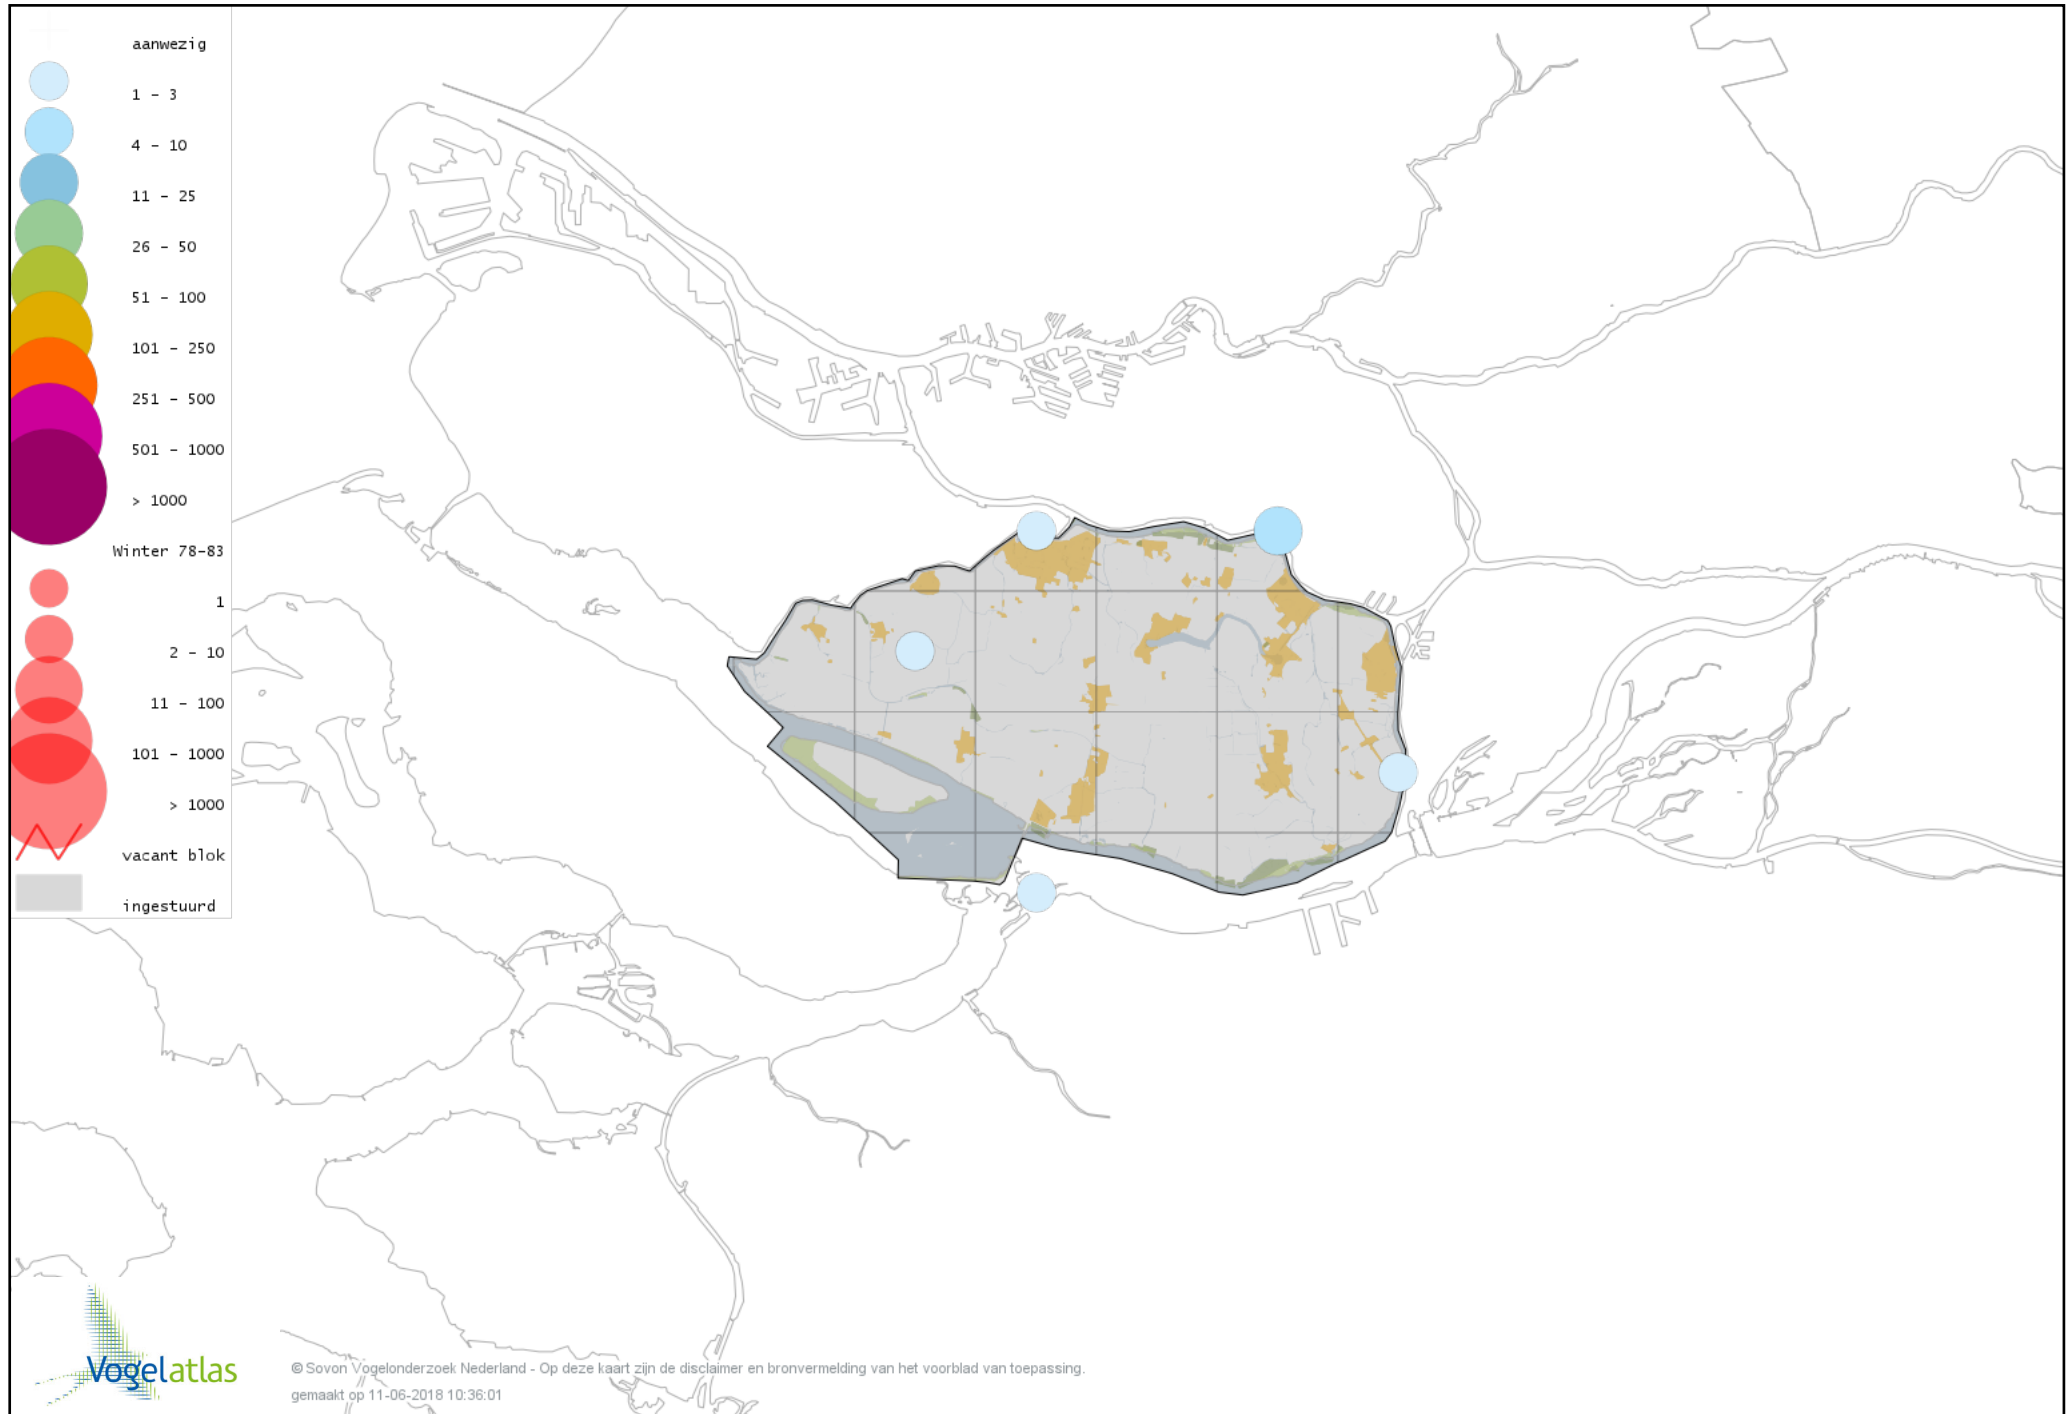 aanwezig
1 - 3
4 - 10
11 - 25
26 - 50
51 - 100
101 - 250
251 - 500
501 - 1000
> 1000
Winter 78-83
1
2 - 10
11 - 100
101 - 1000
> 1000
vacant blok
ingestuurd
Vogelatlas
© Sovon Vogelonderzoek Nederland - Op deze kaart zijn de disclaimer en bronvermelding van het voorblad van toepassing.
gemaakt op 11-06-2018 10:36:01